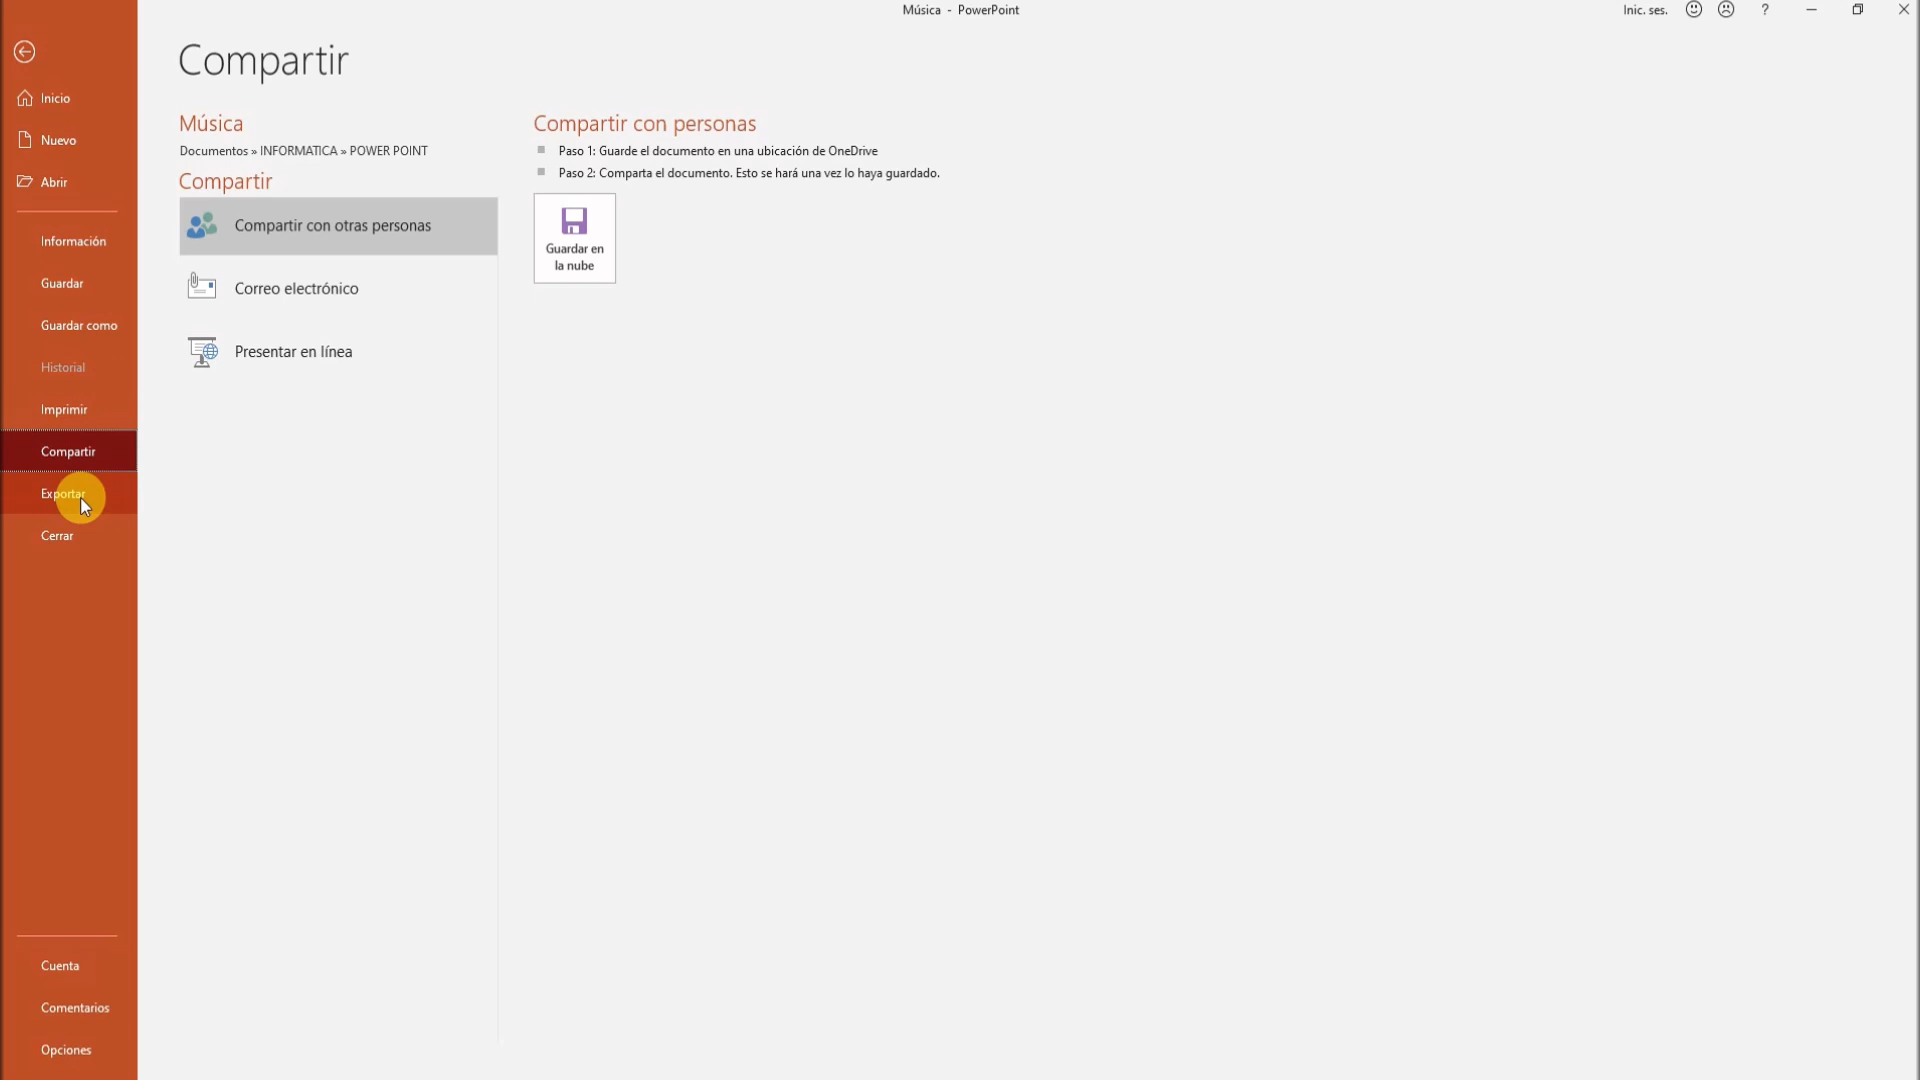 Música - PowerPoint
Inic. ses.
?
Compartir
Inicio
Nuevo
Abrir
Información
Guardar
Guardar como
Historial
Imprimir
Compartir
Exportar
Cerrar
Cuenta
Comentarios
Opciones
Música
Documentos » INFORMATICA » POWER POINT
Compartir
Compartir con otras personas
Correo electrónico
Presentar en línea
Compartir con personas
Paso 1: Guarde el documento en una ubicación de OneDrive
Paso 2: Comparta el documento. Esto se hará una vez lo haya guardado.
Guardar en
la nube